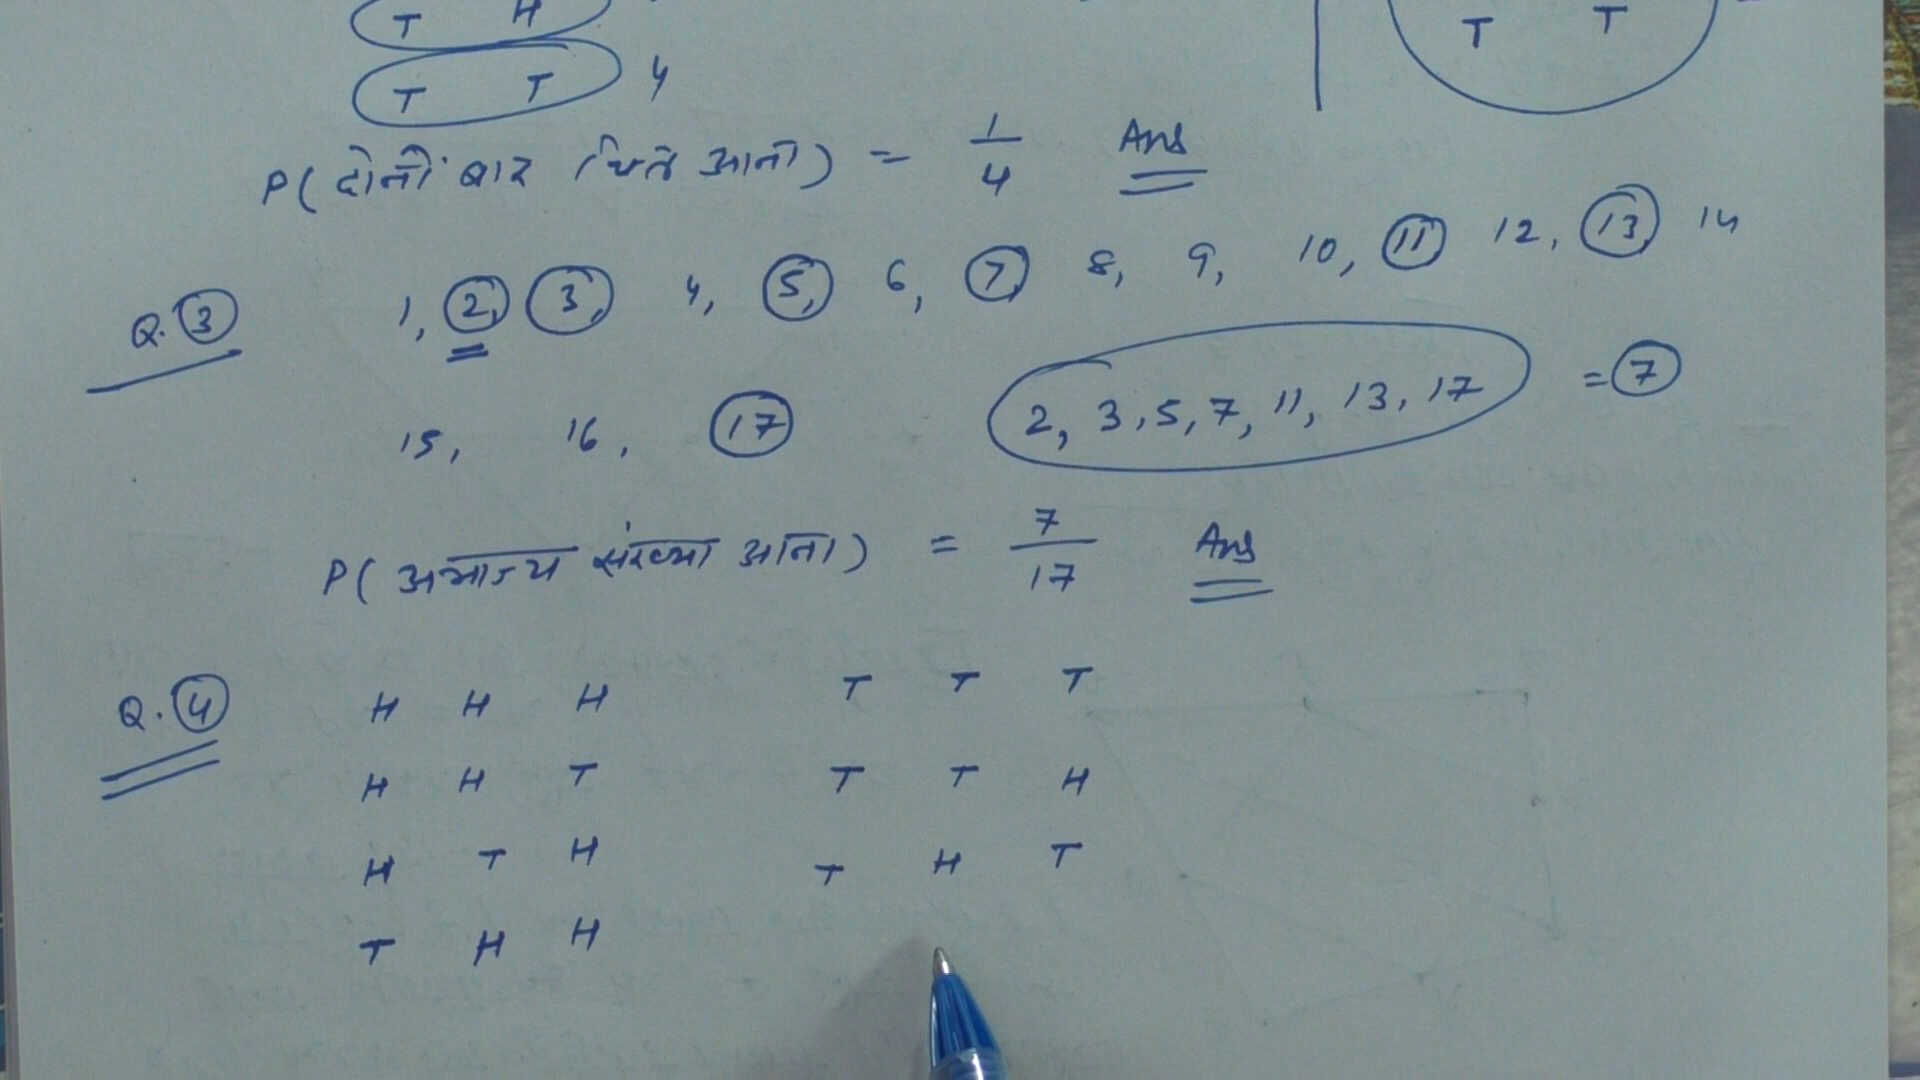 T H
T T 4
T T
P( दोनों बार चित आना ) = 1/4 Ans
Q. 3 1, 2, 3, 4, 5, 6, 7, 8, 9, 10, 11 12, 13, 14
15, 16, 17 2, 3, 5, 7, 11, 13, 17 = 7
P( अभाज्य संख्या आना ) = 7/17 Ans
Q. 4 H H H T T T
H H T T T H
H T H T H T
T H H